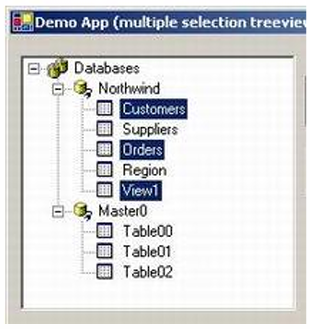 Demo App (multiple selection treeview
Databases
Northwind
Customers
Suppliers
Orders
Region
View1
Master0
Table00
Table01
Table02